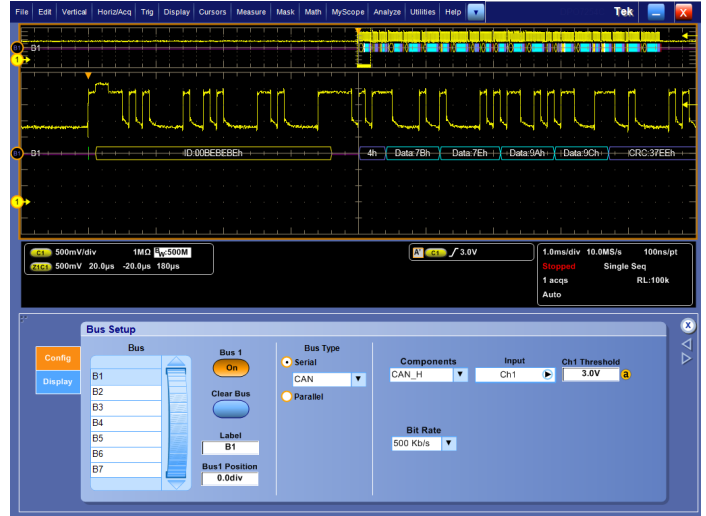 File Edit Vertical Horiz/Acq Trig Display Cursors Measure Mask Math MyScope Analyze Utilities Help Tek X
B1 B1
1
B1 B1 ID:00BEBEBEh 4h Data:7Bh Data:7Eh Data:9Ah Data:9Ch CRC:37EEh
1
C1 500mV/div 1MΩ BW:500M A' C1 3.0V 1.0ms/div 10.0MS/s 100ns/pt
Z1C1 500mV 20.0µs -20.0µs 180µs Stopped Single Seq
1 acqs RL:100k
Auto
Bus Setup X
Config
Display
Bus
B1
B2
B3
B4
B5
B6
B7
Bus 1
On
Clear Bus
Label
B1
Bus1 Position
0.0div
Bus Type
Serial
CAN
Parallel
Components Input Ch1 Threshold
CAN_H Ch1 3.0V a
Bit Rate
500 Kb/s